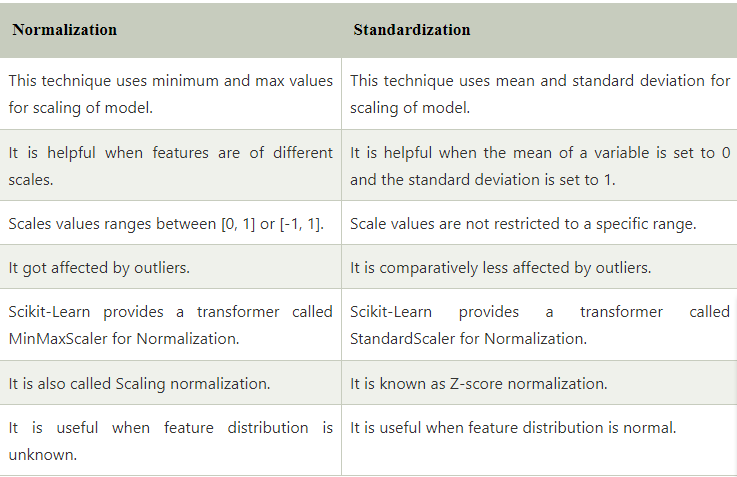 Normalization
Standardization
This technique uses minimum and max values
for scaling of model.
This technique uses mean and standard deviation for
scaling of model.
It is helpful when features are of different
scales.
It is helpful when the mean of a variable is set to 0
and the standard deviation is set to 1.
Scales values ranges between [0, 1] or [-1, 1].
Scale values are not restricted to a specific range.
It got affected by outliers.
It is comparatively less affected by outliers.
Scikit-Learn provides a transformer called
MinMaxScaler for Normalization.
Scikit-Learn provides a transformer called
StandardScaler for Normalization.
It is also called Scaling normalization.
It is known as Z-score normalization.
It is useful when feature distribution is
unknown.
It is useful when feature distribution is normal.